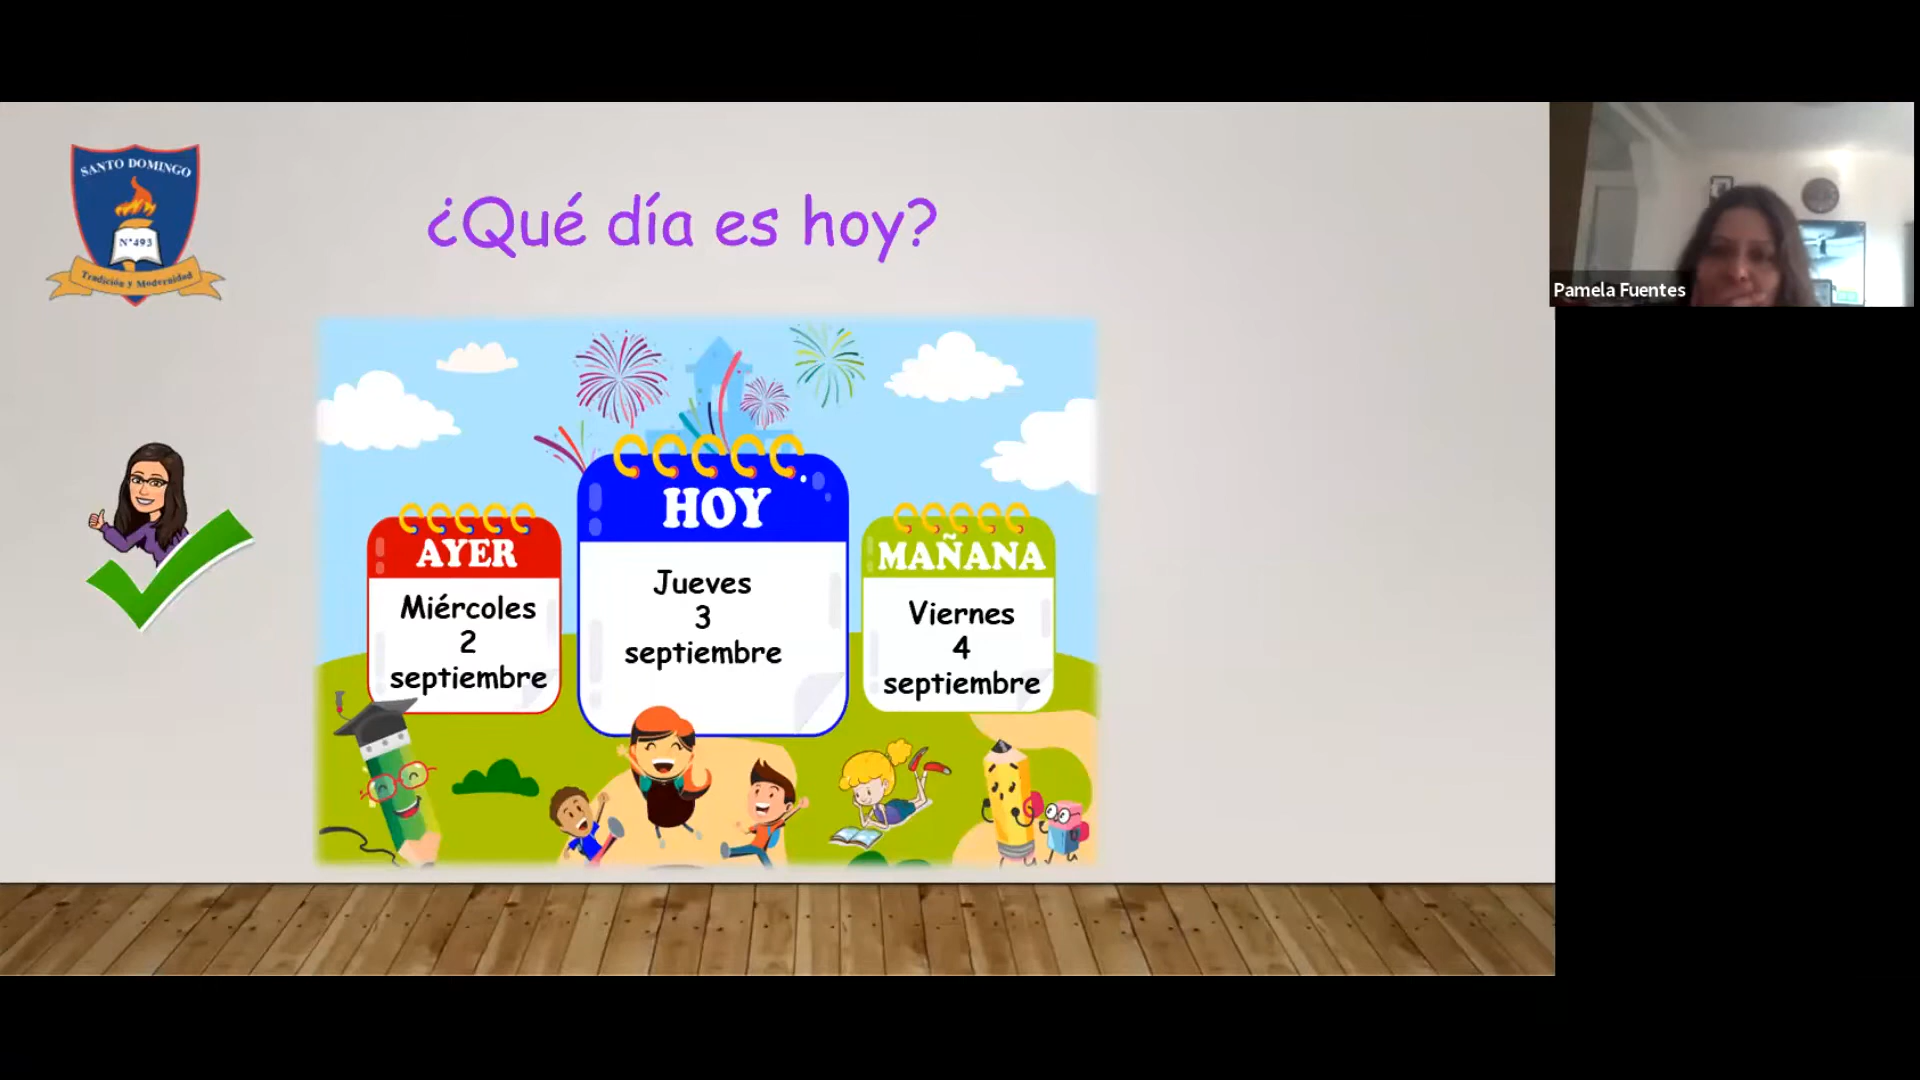 SANTO DOMINGO
N°493
Tradición y Modernidad
¿Qué día es hoy?
AYER
Miércoles
2
septiembre
HOY
Jueves
3
septiembre
MAÑANA
Viernes
4
septiembre
Pamela Fuentes